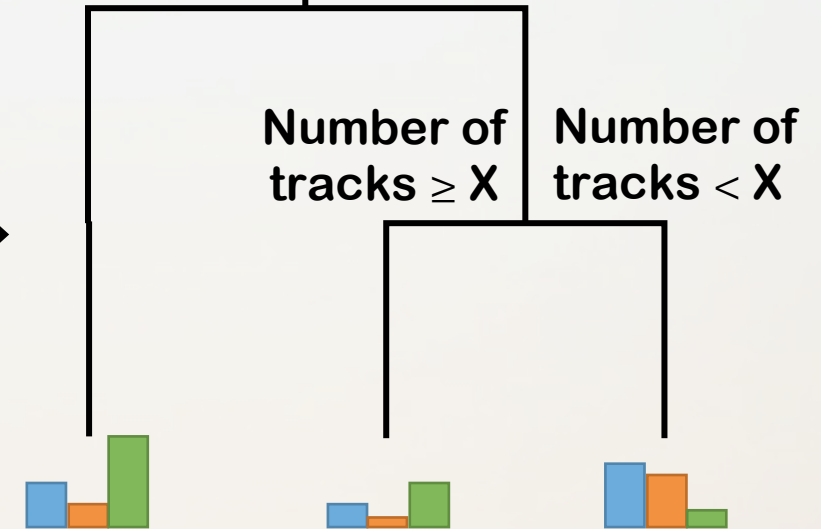 Number of
tracks ≥ X
Number of
tracks < X